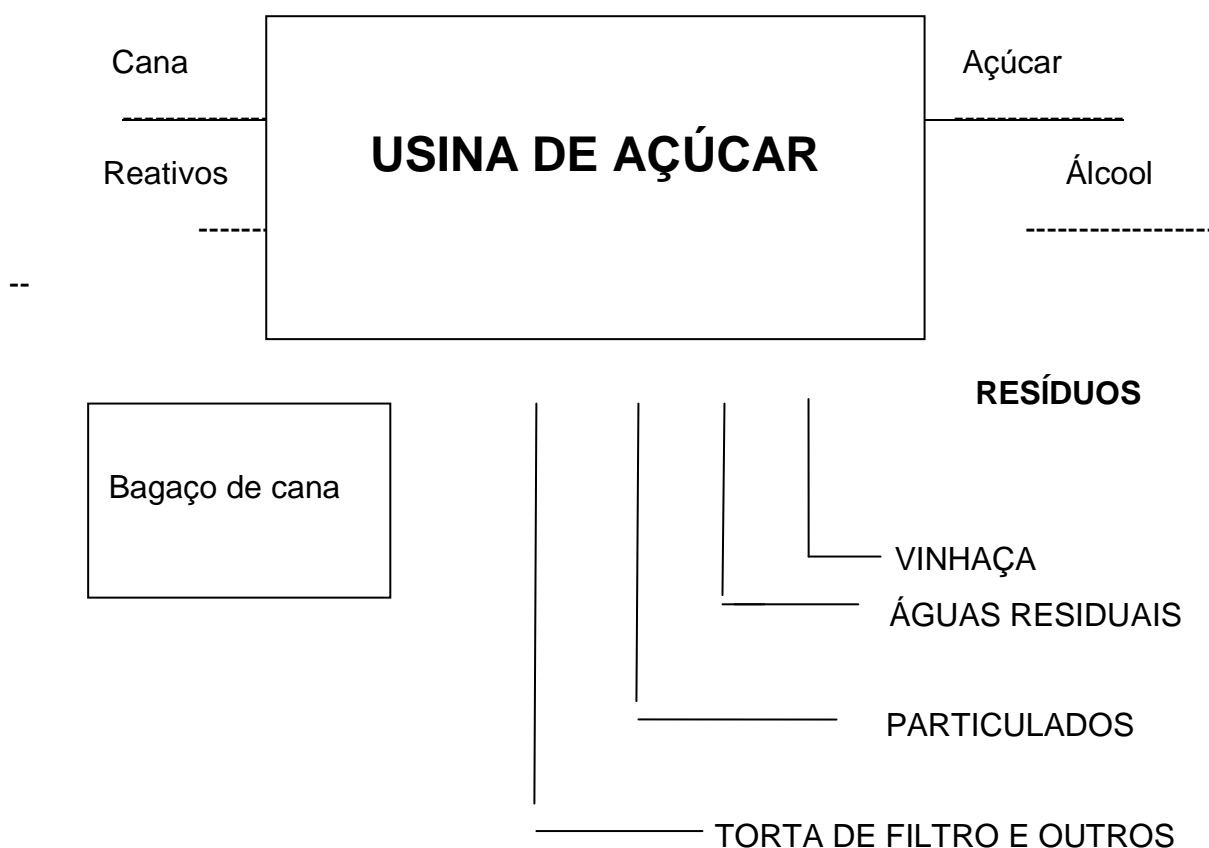 Cana
Açúcar
USINA DE AÇÚCAR
Reativos
Álcool
RESÍDUOS
Bagaço de cana
VINHAÇA
ÁGUAS RESIDUAIS
PARTICULADOS
TORTA DE FILTRO E OUTROS